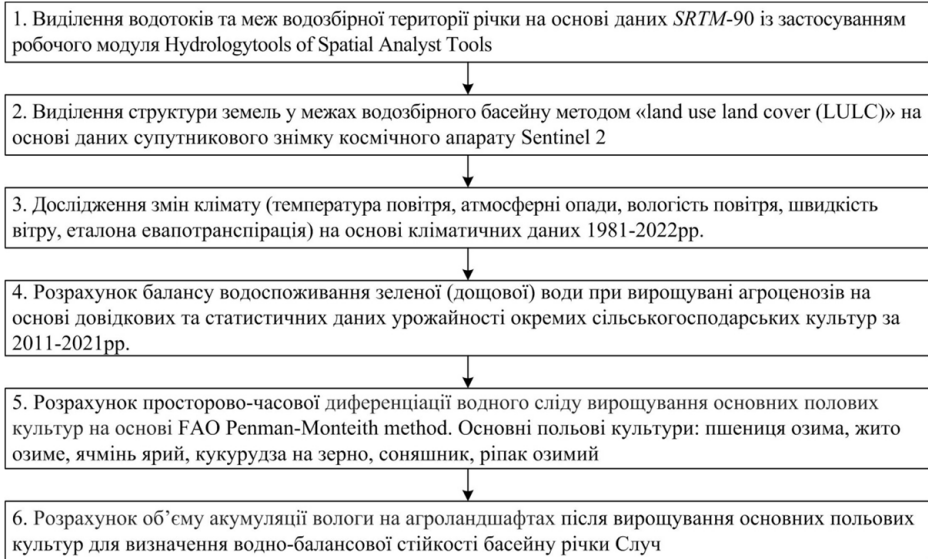 1. Виділення водотоків та меж водозбірної території річки на основі даних SRTM-90 із застосуванням
робочого модуля Hydrologytools of Spatial Analyst Tools
2. Виділення структури земель у межах водозбірного басейну методом «land use land cover (LULC)» на
основі даних супутникового знімку космічного апарату Sentinel 2
3. Дослідження змін клімату (температура повітря, атмосферні опади, вологість повітря, швидкість
вітру, еталона евапотранспірація) на основі кліматичних даних 1981-2022рр.
4. Розрахунок балансу водоспоживання зеленої (дощової) води при вирощувані агроценозів на
основі довідкових та статистичних даних урожайності окремих сільськогосподарських культур за
2011-2021рр.
5. Розрахунок просторово-часової диференціації водного сліду вирощування основних полових
культур на основі FAO Penman-Monteith method. Основні польові культури: пшениця озима, жито
озиме, ячмінь ярий, кукурудза на зерно, соняшник, ріпак озимий
6. Розрахунок об’єму акумуляції вологи на агроландшафтах після вирощування основних польових
культур для визначення водно-балансової стійкості басейну річки Случ